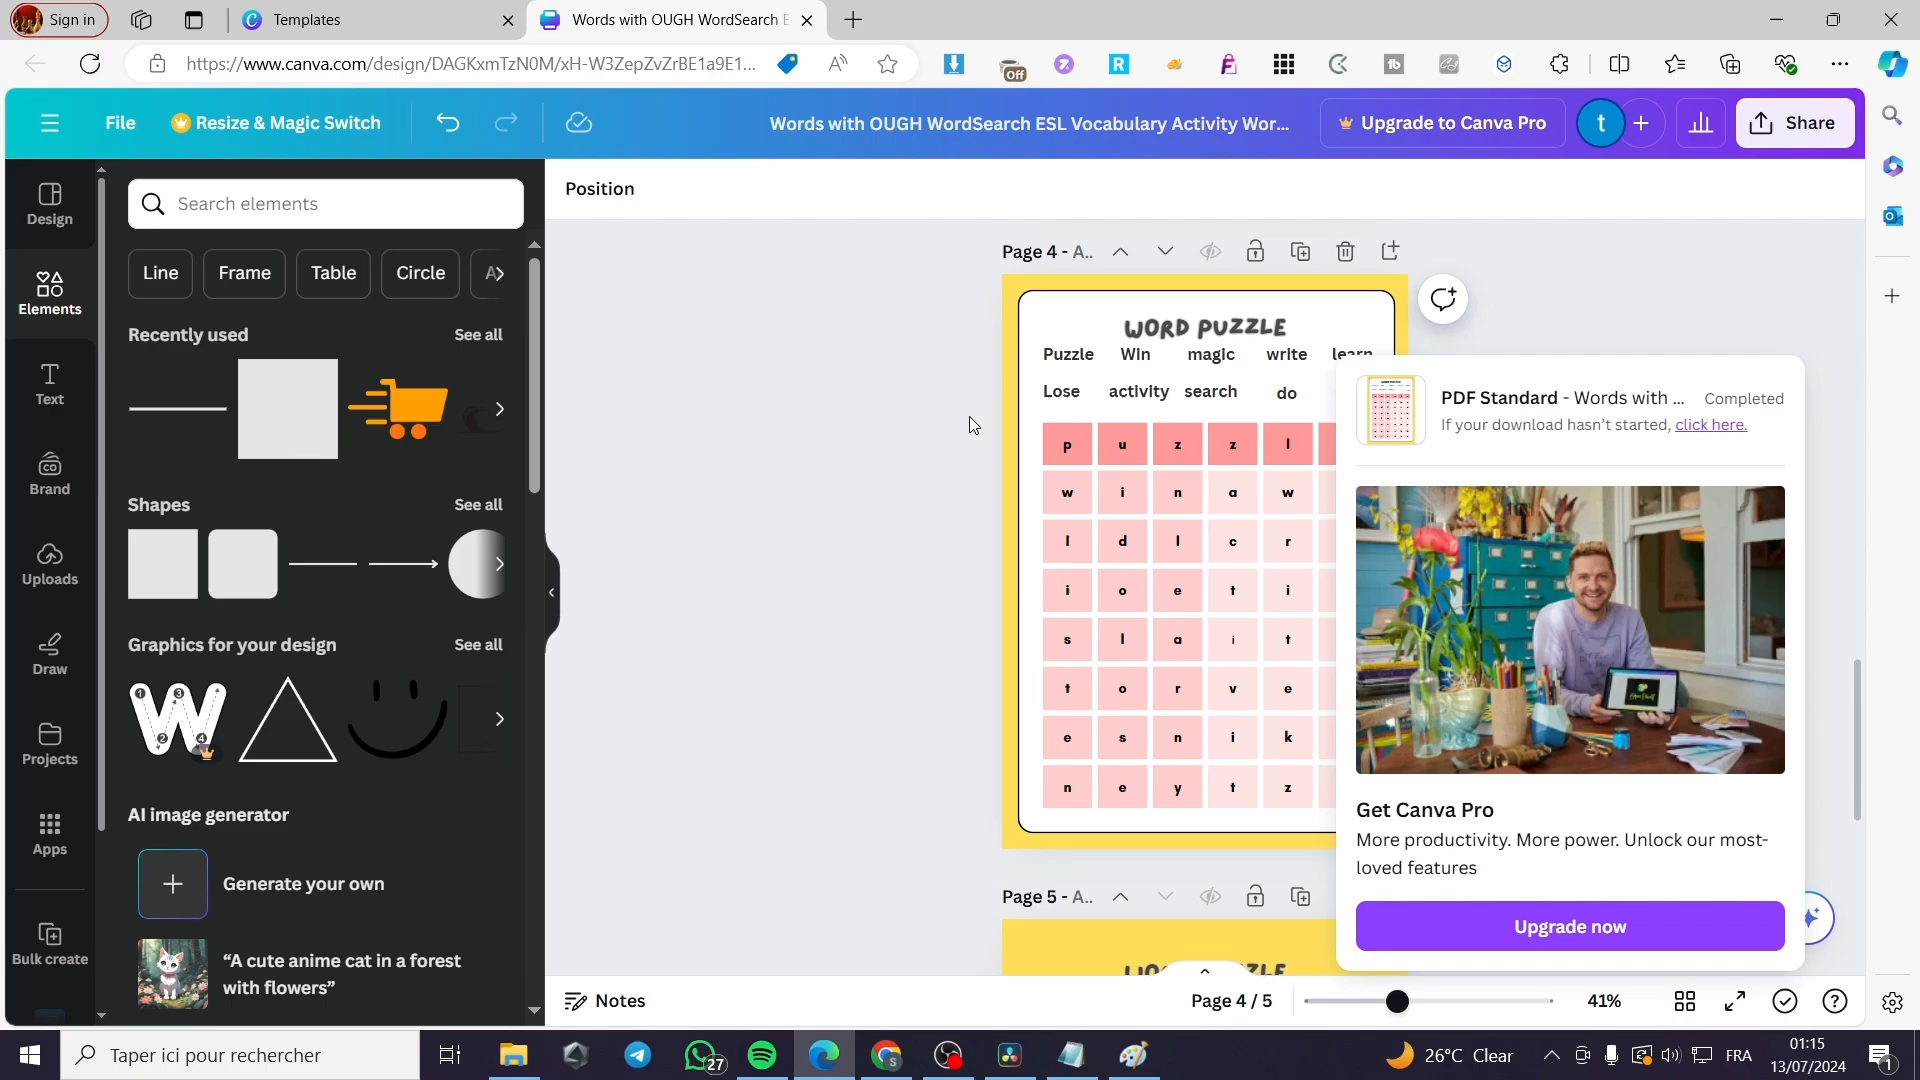 Sign in
Templates
Words with OUGH WordSearch E
https://www.canva.com/design/DAGKxmTzN0M/xH-W3ZepZvZrBE1a9E1...
Off
File
Resize & Magic Switch
Words with OUGH WordSearch ESL Vocabulary Activity Wor...
Upgrade to Canva Pro
t
Share
Design
Elements
Text
Brand
Uploads
Draw
Projects
Apps
Bulk create
Search elements
Line
Frame
Table
Circle
A
Recently used
See all
Shapes
See all
Graphics for your design
See all
AI image generator
Generate your own
“A cute anime cat in a forest
with flowers”
Position
Page 4 - A..
WORD PUZZLE
Puzzle Win magic write learn
Lose activity search do
p u z z l
w i n a w
l d l c r
i o e t i
s l a i t
t o r v e
e s n i k
n e y t z
Page 5 - A..
PDF Standard - Words with ... Completed
If your download hasn’t started, click here.
Get Canva Pro
More productivity. More power. Unlock our most-
loved features
Upgrade now
Notes
Page 4 / 5
41%
Taper ici pour rechercher
27
26°C Clear
FRA
01:15
13/07/2024
1